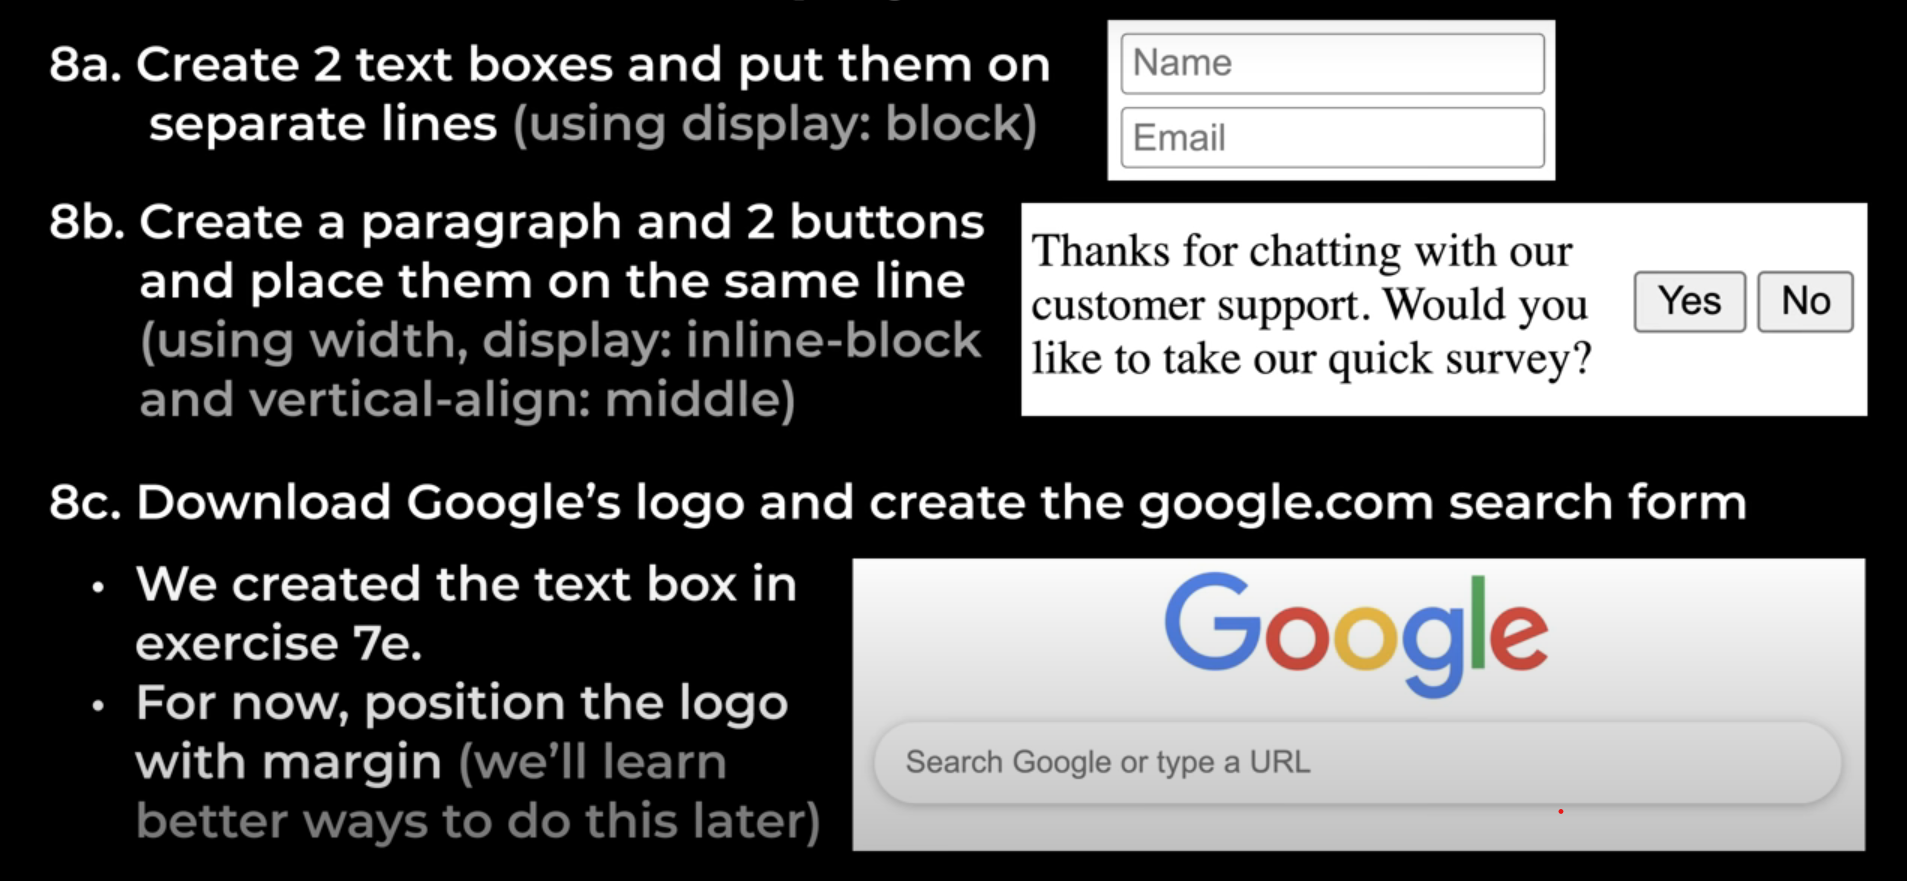 8a. Create 2 text boxes and put them on
separate lines (using display: block)
Name
Email
8b. Create a paragraph and 2 buttons
and place them on the same line
(using width, display: inline-block
and vertical-align: middle)
Thanks for chatting with our
customer support. Would you
like to take our quick survey?
Yes No
8c. Download Google’s logo and create the google.com search form
• We created the text box in
exercise 7e.
• For now, position the logo
with margin (we’ll learn
better ways to do this later)
Google
Search Google or type a URL